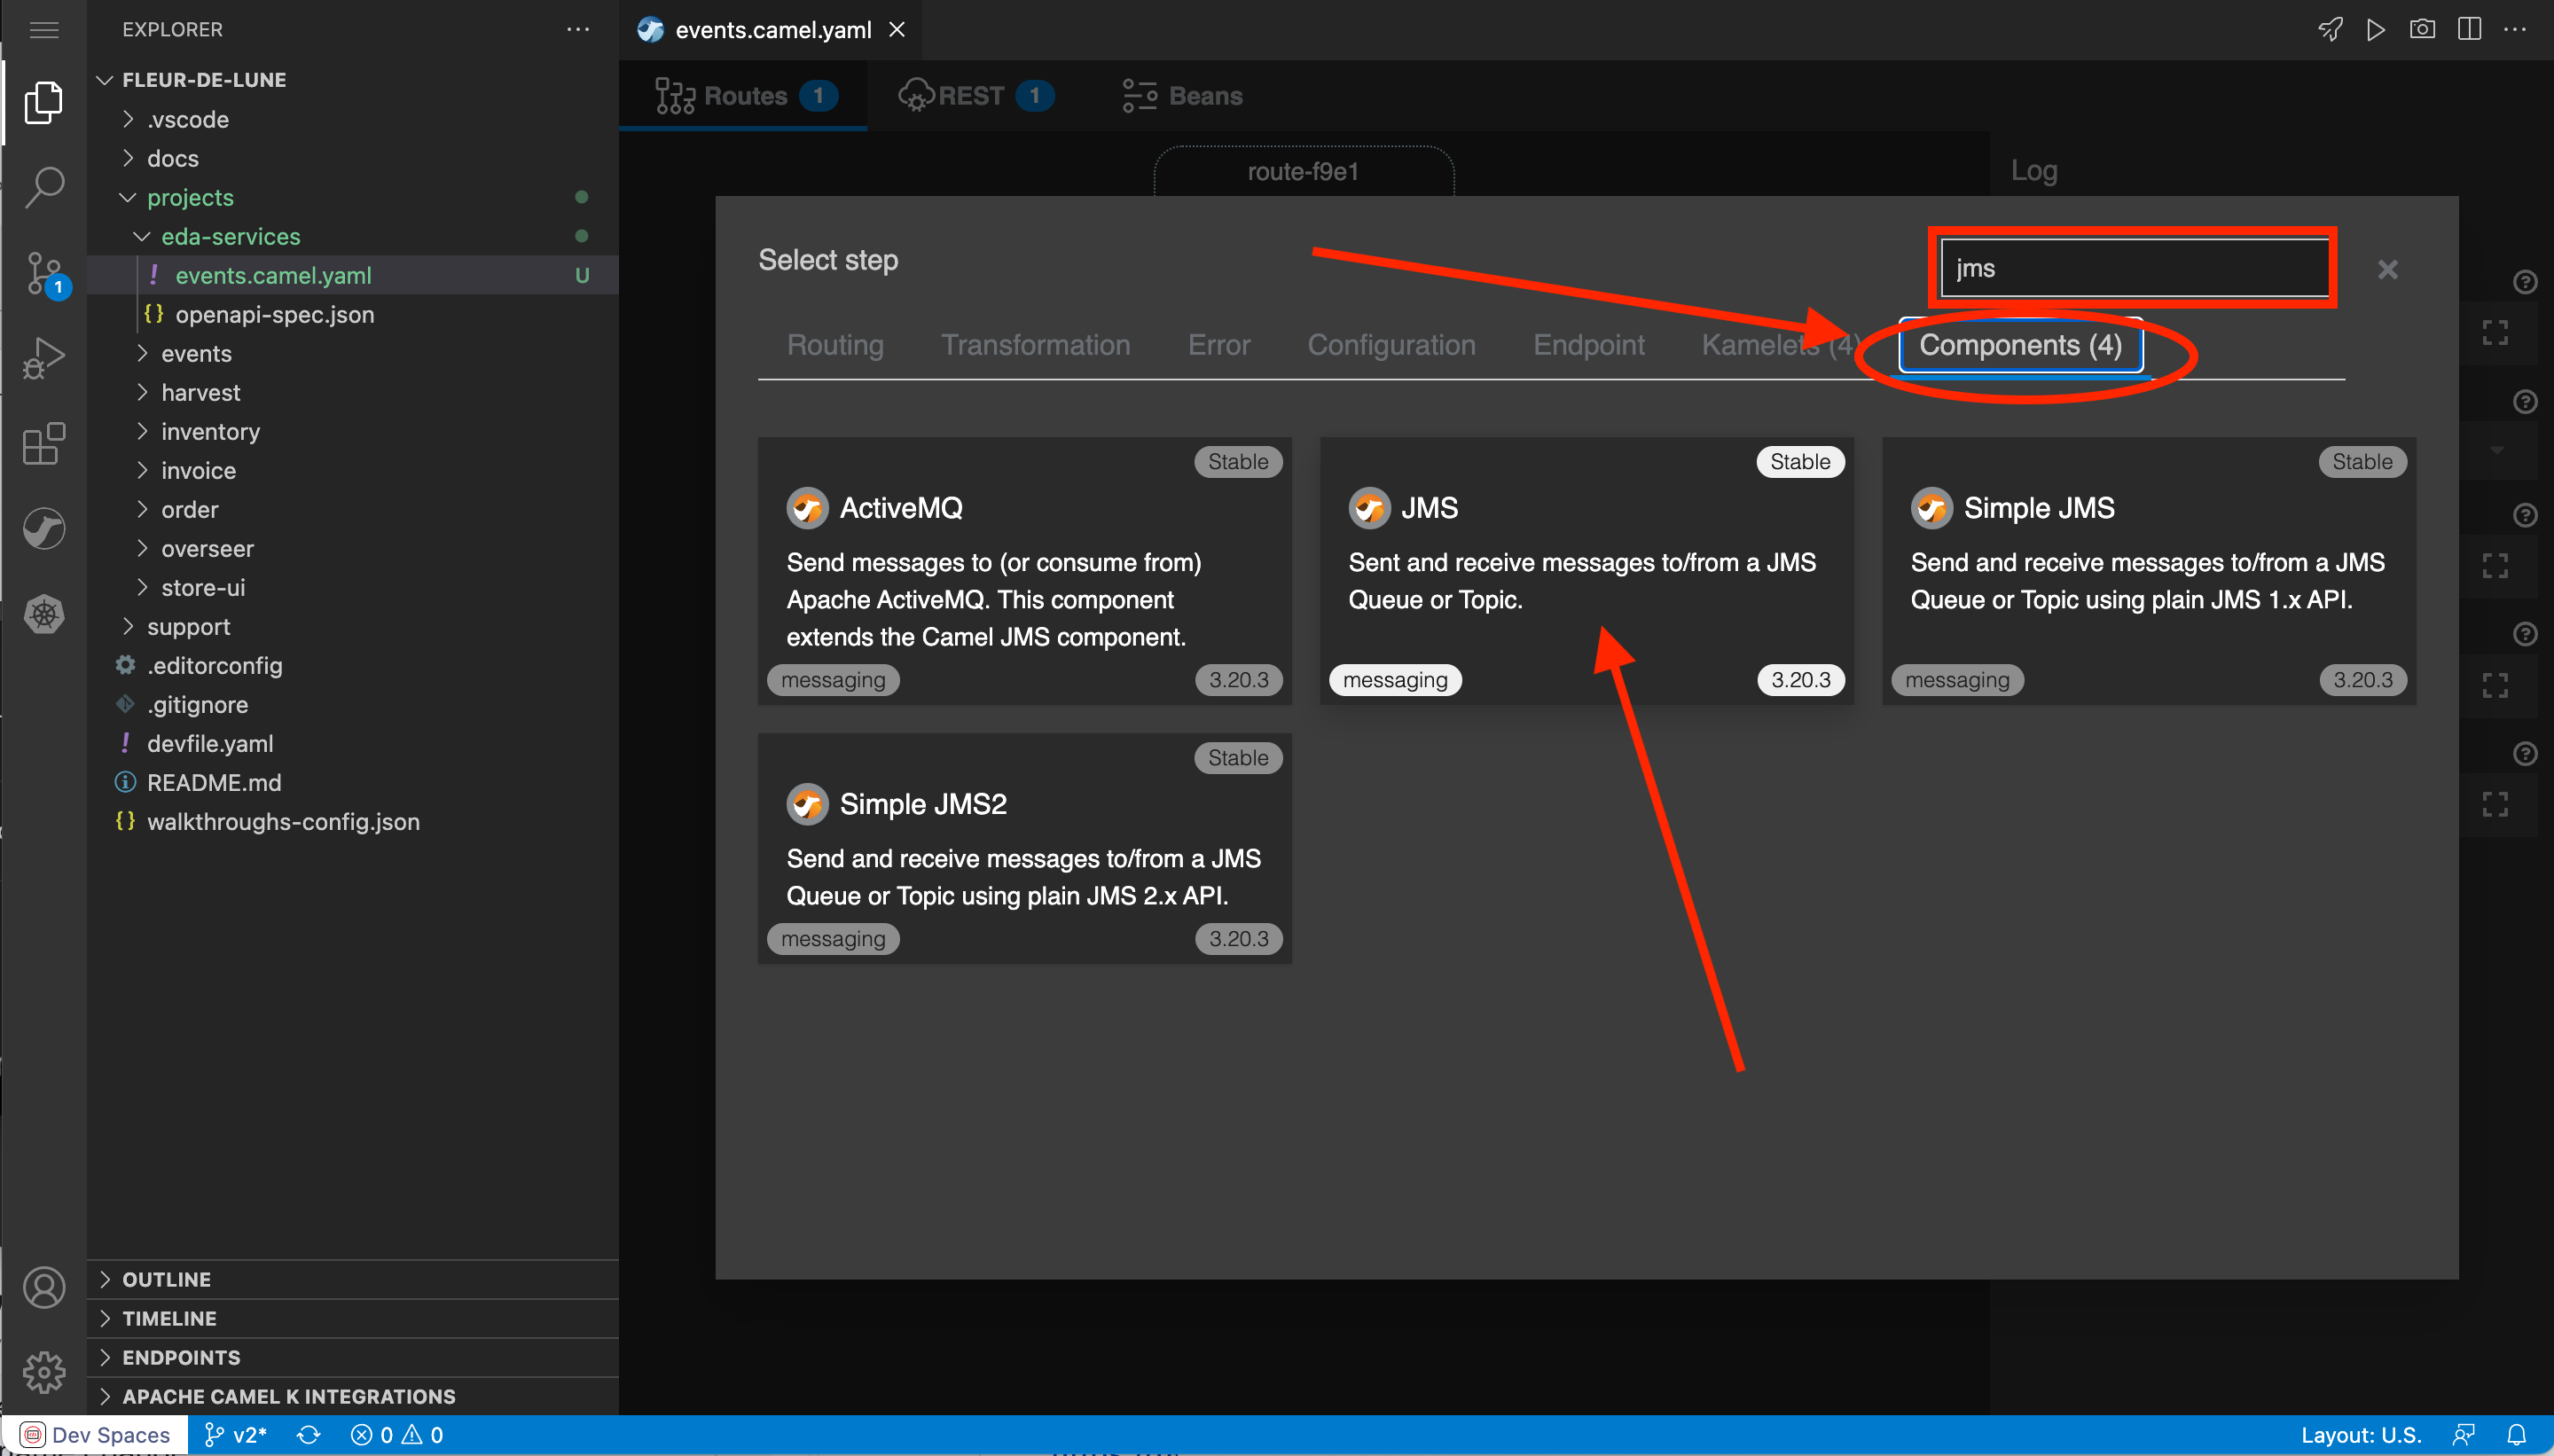 EXPLORER
FLEUR-DE-LUNE
.vscode
docs
projects
eda-services
! events.camel.yaml U
{} openapi-spec.json
events
harvest
inventory
invoice
order
overseer
store-ui
support
.editorconfig
.gitignore
! devfile.yaml
README.md
{} walkthroughs-config.json
OUTLINE
TIMELINE
ENDPOINTS
APACHE CAMEL K INTEGRATIONS
1
events.camel.yaml
Routes 1
REST 1
Beans
route-f9e1
Log
Select step
jms
Routing
Transformation
Error
Configuration
Endpoint
Kamelets (4)
Components (4)
Stable
ActiveMQ
Send messages to (or consume from)
Apache ActiveMQ. This component
extends the Camel JMS component.
messaging
3.20.3
Stable
JMS
Sent and receive messages to/from a JMS
Queue or Topic.
messaging
3.20.3
Stable
Simple JMS
Send and receive messages to/from a JMS
Queue or Topic using plain JMS 1.x API.
messaging
3.20.3
Stable
Simple JMS2
Send and receive messages to/from a JMS
Queue or Topic using plain JMS 2.x API.
messaging
3.20.3
Dev Spaces
v2*
0
0
Layout: U.S.